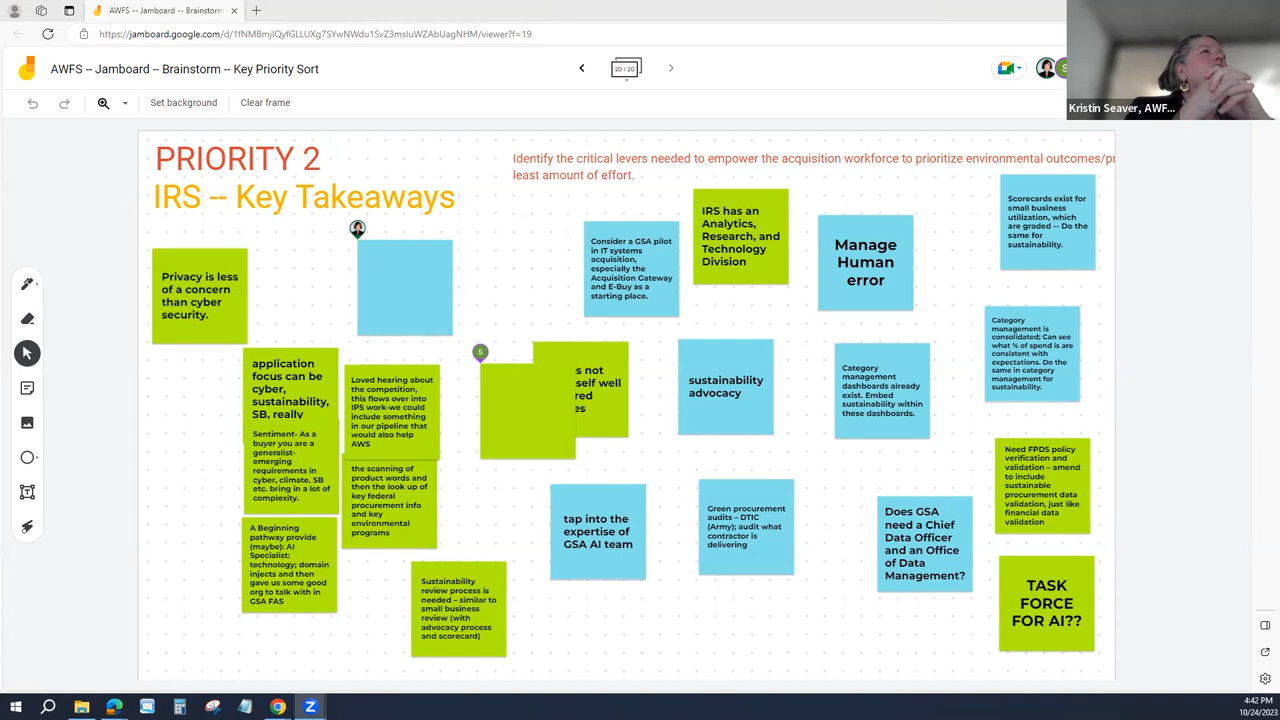 AWFS -- Jamboard -- Brainstorm
https://jamboard.google.com/d/1fNMBmjlQyfGLLUXg7SYwNWdu1SvZ3msIuWZAbUagNHM/viewer?f=19
AWFS -- Jamboard -- Brainstorm -- Key Priority Sort
20 / 20
S
Kristin Seaver, AWF...
Set background
Clear frame
PRIORITY 2
IRS -- Key Takeaways
Identify the critical levers needed to empower the acquisition workforce to prioritize environmental outcomes/pr
least amount of effort.
Privacy is less
of a concern
than cyber
security.
Consider a GSA pilot
in IT systems
acquisition,
especially the
Acquisition Gateway
and E-Buy as a
starting place.
IRS has an
Analytics,
Research, and
Technology
Division
Manage
Human
error
Scorecards exist for
small business
utilization, which
are graded -- Do the
same for
sustainability.
application
focus can be
cyber,
sustainability,
SB, really
Sentiment- As a
buyer you are a
generalist-
emerging
requirements in
cyber, climate, SB
etc. bring in a lot of
complexity.
A Beginning
pathway provide
(maybe): AI
Specialist:
technology; domain
injects and then
gave us some good
org to talk with in
GSA FAS
Loved hearing about
the competition,
this flows over into
IPS work-we could
include something
in our pipeline that
would also help
AWS
the scanning of
product words and
then the look up of
key federal
procurement info
and key
environmental
programs
Sustainability
review process is
needed – similar to
small business
review (with
advocacy process
and scorecard)
S
s not
self well
red
es
sustainability
advocacy
Category
management
dashboards already
exist. Embed
sustainability within
these dashboards.
Category
management is
consolidated; Can see
what % of spend is are
consistent with
expectations. Do the
same in category
management for
sustainability.
tap into the
expertise of
GSA AI team
Green procurement
audits – DTIC
(Army); audit what
contractor is
delivering
Does GSA
need a Chief
Data Officer
and an Office
of Data
Management?
Need FPDS policy
verification and
validation – amend
to include
sustainable
procurement data
validation, just like
financial data
validation
TASK
FORCE
FOR AI??
4:42 PM
10/24/2023